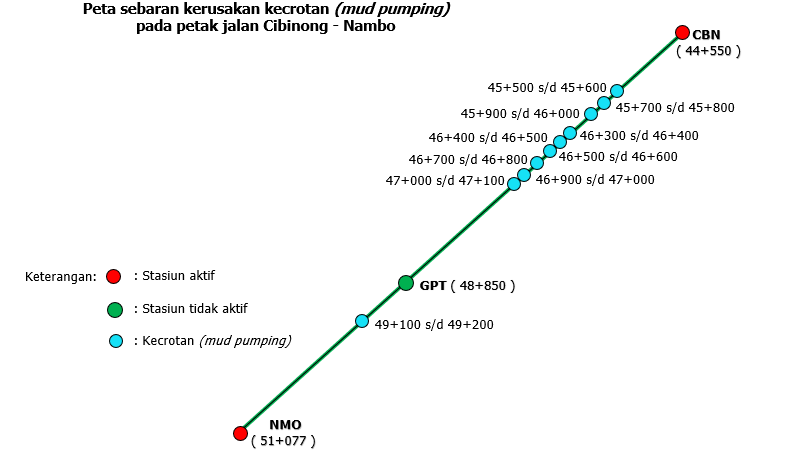 Peta sebaran kerusakan kecrotan (mud pumping)
pada petak jalan Cibinong - Nambo
CBN
( 44+550 )
45+500 s/d 45+600
45+700 s/d 45+800
45+900 s/d 46+000
46+300 s/d 46+400
46+400 s/d 46+500
46+500 s/d 46+600
46+700 s/d 46+800
46+900 s/d 47+000
47+000 s/d 47+100
GPT ( 48+850 )
49+100 s/d 49+200
Keterangan:
: Stasiun aktif
: Stasiun tidak aktif
: Kecrotan (mud pumping)
NMO
( 51+077 )